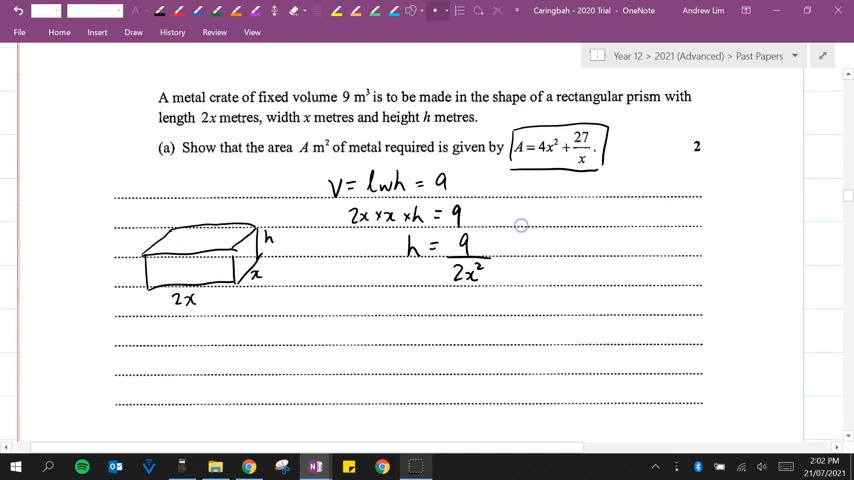 Caringbah - 2020 Trial - OneNote
Andrew Lim
File Home Insert Draw History Review View
Year 12 > 2021 (Advanced) > Past Papers
A metal crate of fixed volume 9 m³ is to be made in the shape of a rectangular prism with
length 2x metres, width x metres and height h metres.
(a) Show that the area A m² of metal required is given by A = 4x² + 27/x. 2
V = lwh = 9
2x × x × h = 9
h = 9/2x²
h
x
2x
2:02 PM
21/07/2021